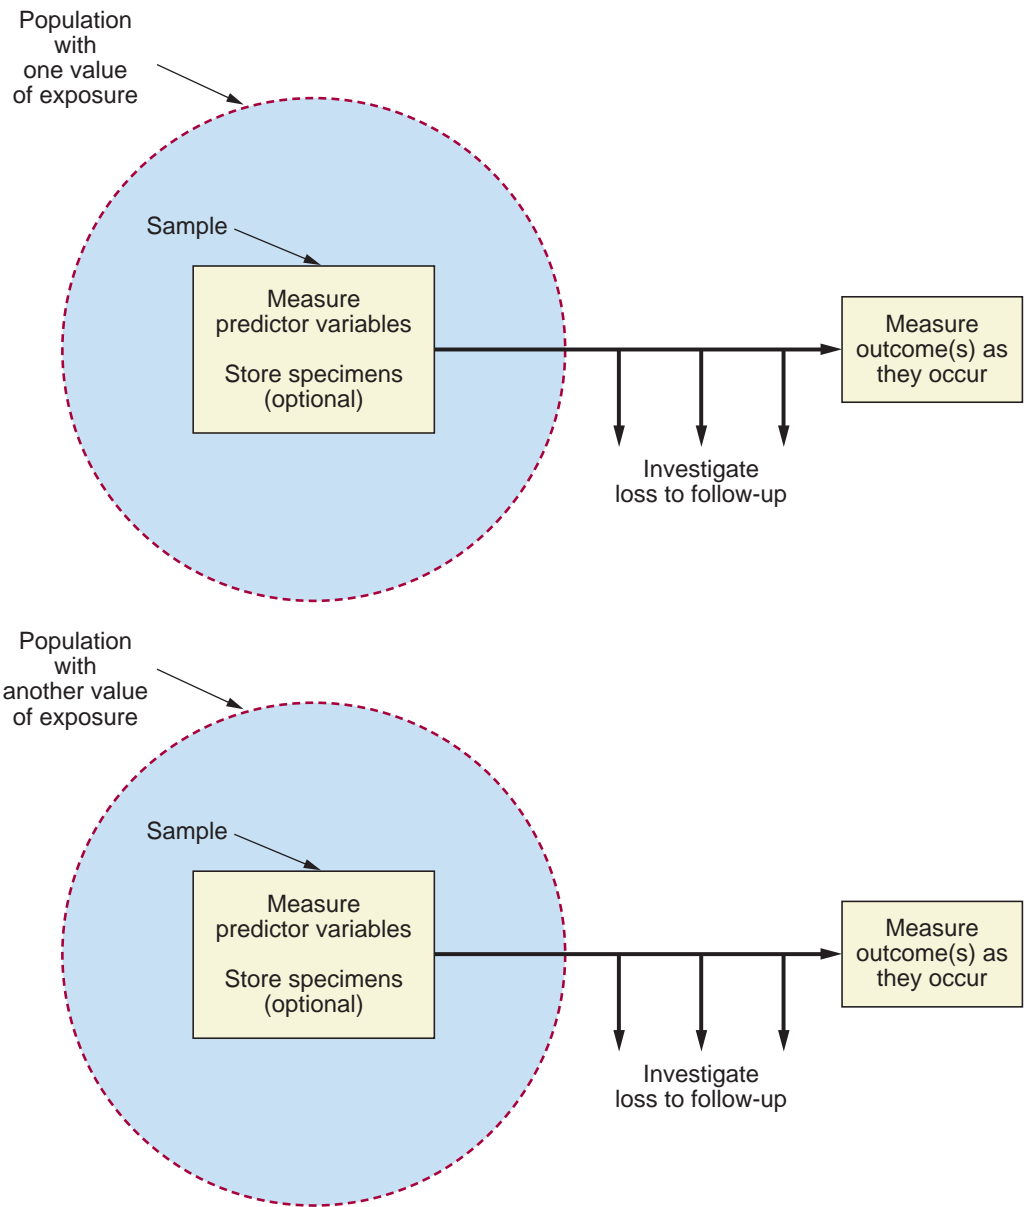 Population
with
one value
of exposure
Sample
Measure
predictor variables
Store specimens
(optional)
Measure
outcome(s) as
they occur
Investigate
loss to follow-up
Population
with
another value
of exposure
Sample
Measure
predictor variables
Store specimens
(optional)
Measure
outcome(s) as
they occur
Investigate
loss to follow-up